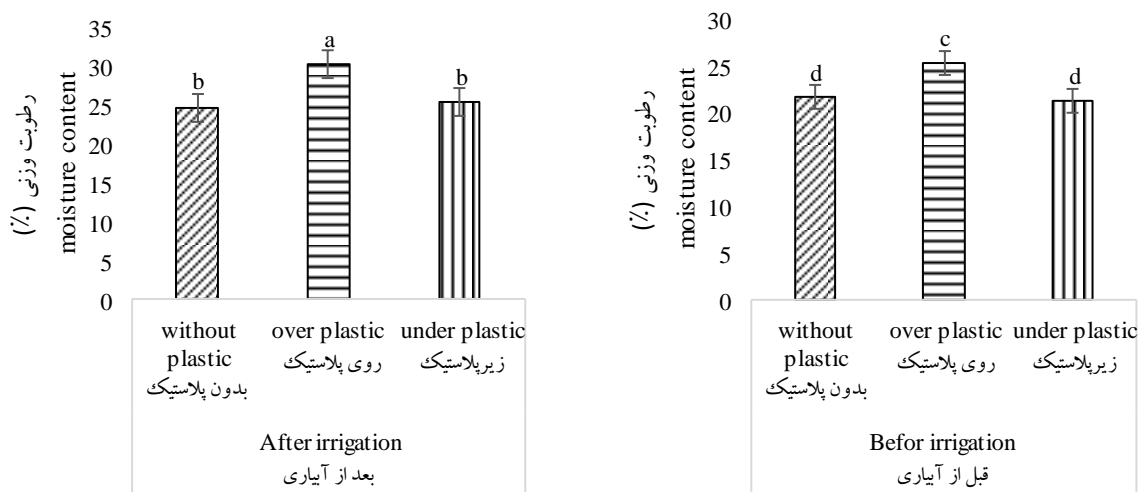 رطوبت وزنی (٪)
moisture content
35
30
25
20
15
10
5
0
b
a
b
without plastic
بدون پلاستیک
over plastic
روی پلاستیک
under plastic
زیرپلاستیک
After irrigation
بعد از آبیاری
رطوبت وزنی (٪)
moisture content
30
25
20
15
10
5
0
d
c
d
without
plastic
بدون پلاستیک
over plastic
روی پلاستیک
under plastic
زیرپلاستیک
Befor irrigation
قبل از آبیاری